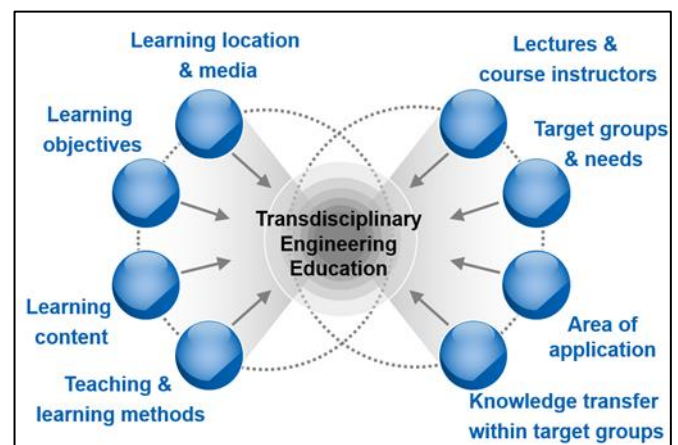 Learning location
& media
Learning
objectives
Learning
content
Teaching &
learning methods
Transdisciplinary
Engineering
Education
Lectures &
course instructors
Target groups
& needs
Area of
application
Knowledge transfer
within target groups